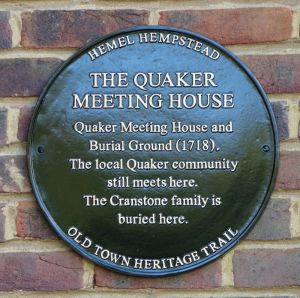 HEMEL HEMPSTEAD
THE QUAKER
MEETING HOUSE
Quaker Meeting House and
Burial Ground (1718).
The local Quaker community
still meets here.
The Cranstone family is
buried here.
OLD TOWN HERITAGE TRAIL